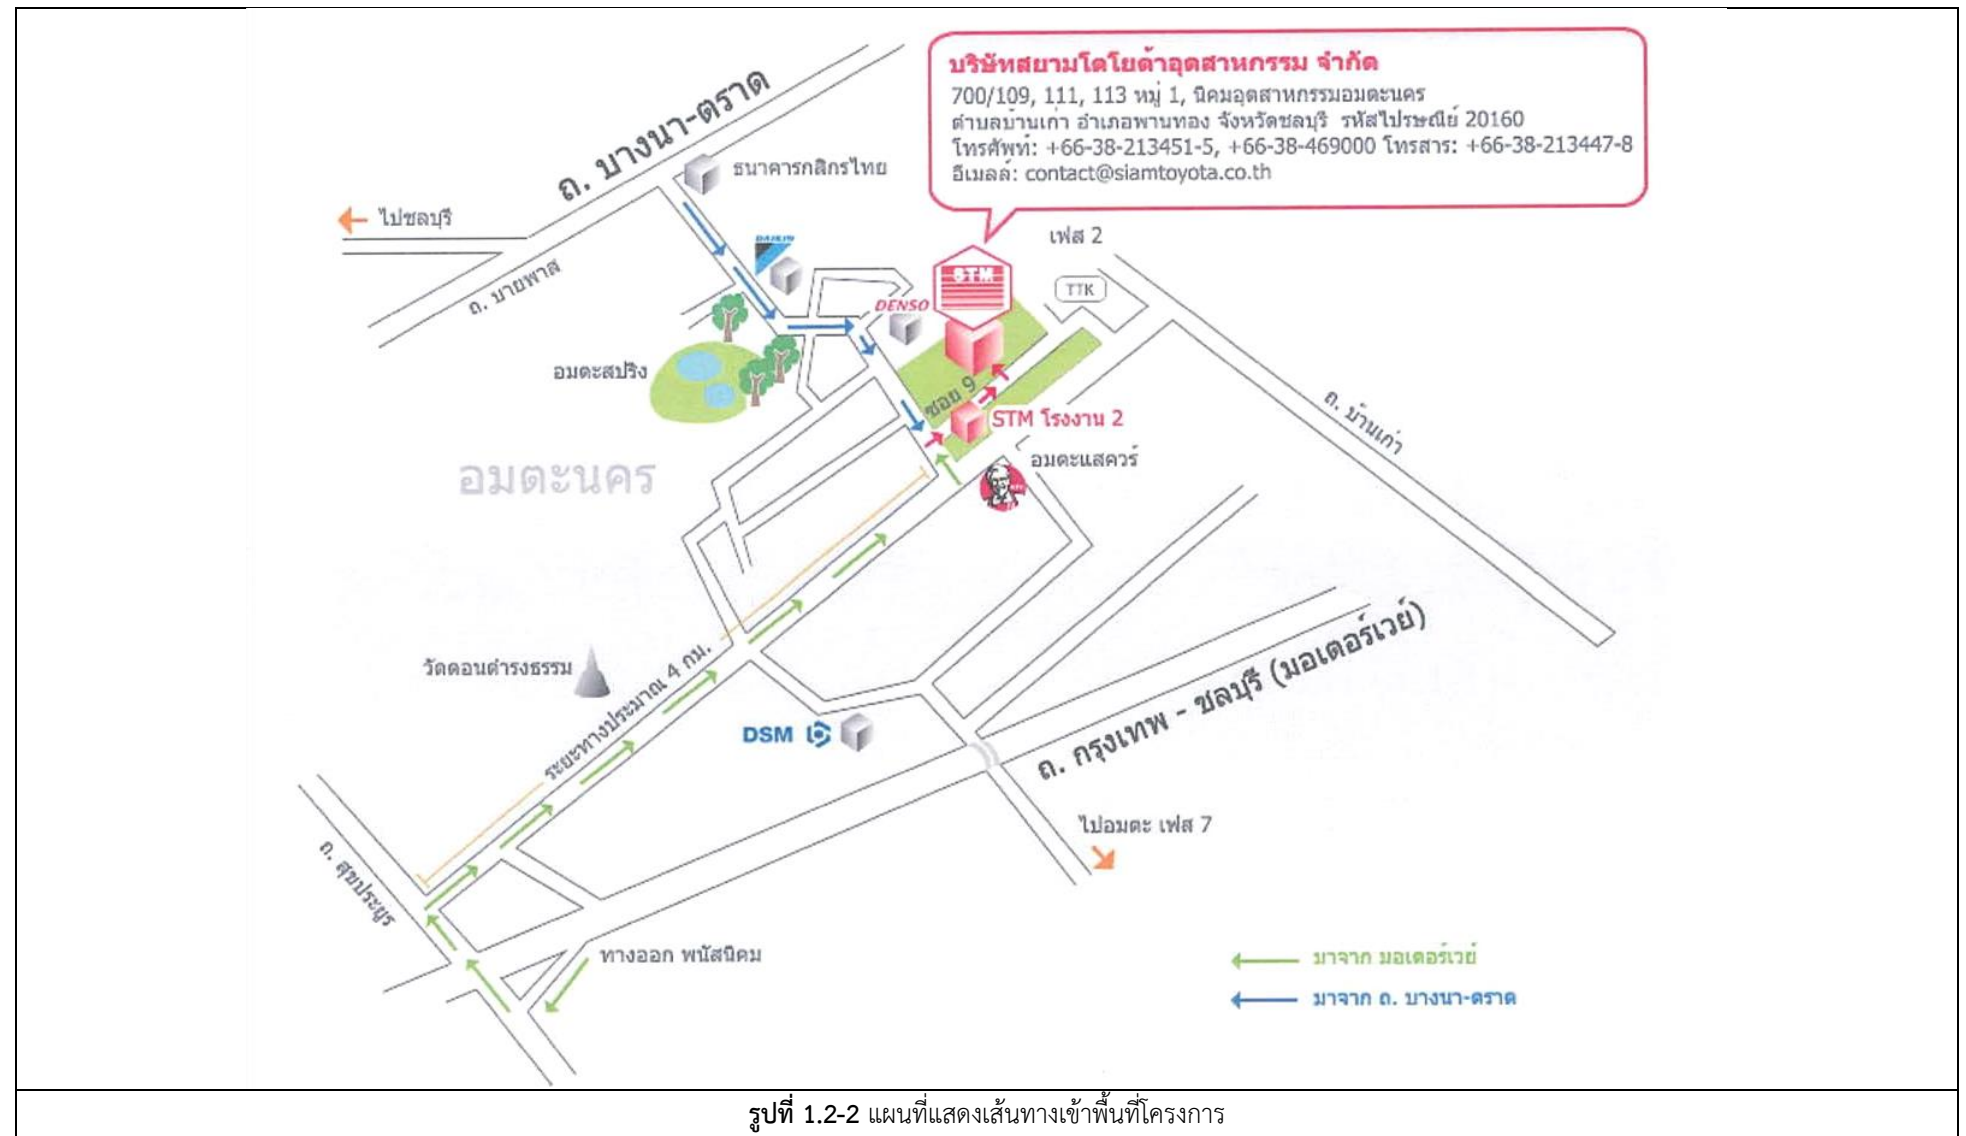 บริษัทสยามโตโยต้าอุตสาหกรรม จำกัด
700/109, 111, 113 หมู่ 1, นิคมอุตสาหกรรมอมตะนคร
ตำบลบ้านเก่า อำเภอพานทอง จังหวัดชลบุรี รหัสไปรษณีย์ 20160
โทรศัพท์: +66-38-213451-5, +66-38-469000 โทรสาร: +66-38-213447-8
อีเมลล์: contact@siamtoyota.co.th
ถ. บางนา-ตราด
ธนาคารกสิกรไทย
ไปชลบุรี
ถ. บายพาส
DAIKIN
เฟส 2
STM
TTK
DENSO
อมตะสปริง
ซอย 9
STM โรงงาน 2
ถ. บ้านเก่า
อมตะแสควร์
KFC
อมตะนคร
วัดดอนดำรงธรรม
ระยะทางประมาณ 4 กม.
DSM
ถ. กรุงเทพ - ชลบุรี (มอเตอร์เวย์)
ไปอมตะ เฟส 7
ถ. สุขประยูร
ทางออก พนัสนิคม
มาจาก มอเตอร์เวย์
มาจาก ถ. บางนา-ตราด
รูปที่ 1.2-2 แผนที่แสดงเส้นทางเข้าพื้นที่โครงการ